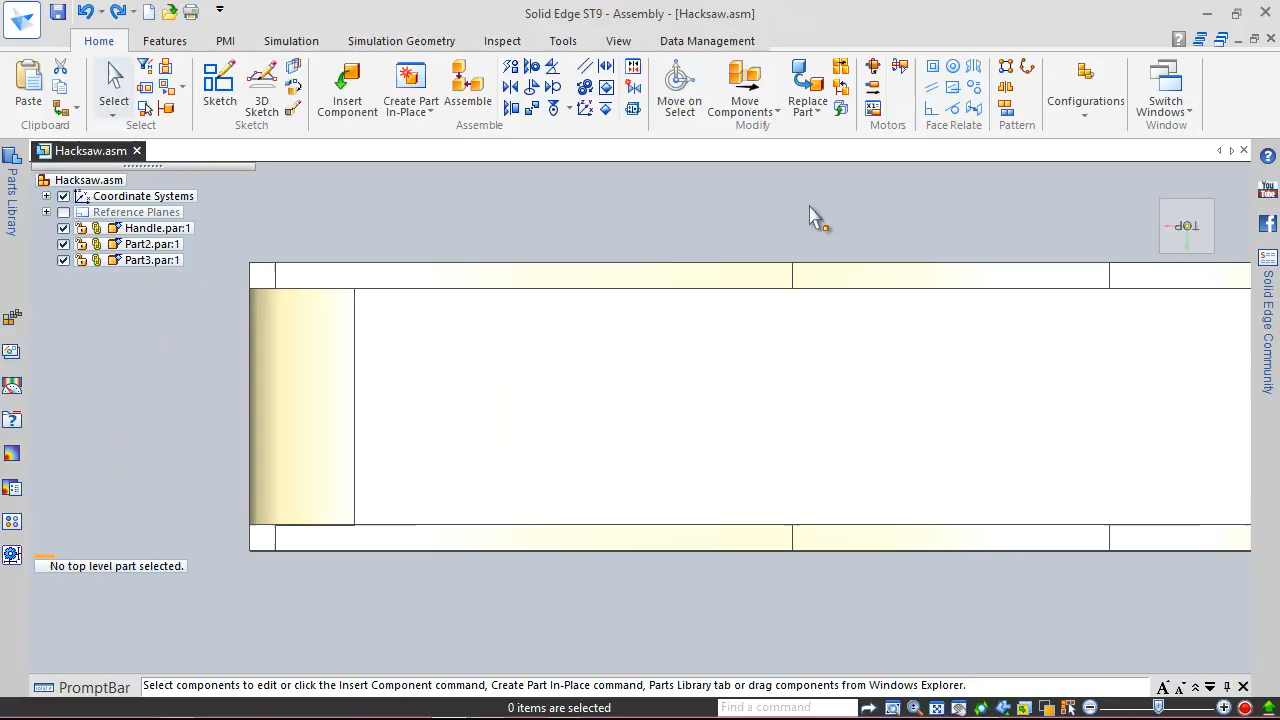 Solid Edge ST9 - Assembly - [Hacksaw.asm]
Home
Features
PMI
Simulation
Simulation Geometry
Inspect
Tools
View
Data Management
Paste
Select
Sketch
3D Sketch
Insert Component
Create Part In-Place
Assemble
Move on Select
Move Components
Replace Part
Configurations
Switch Windows
Clipboard
Select
Sketch
Assemble
Modify
Motors
Face Relate
Pattern
Window
Hacksaw.asm
Parts Library
Hacksaw.asm
Coordinate Systems
Reference Planes
Handle.par:1
Part2.par:1
Part3.par:1
TOP
You Tube
Solid Edge Community
No top level part selected.
PromptBar
Select components to edit or click the Insert Component command, Create Part In-Place command, Parts Library tab or drag components from Windows Explorer.
0 items are selected
Find a command